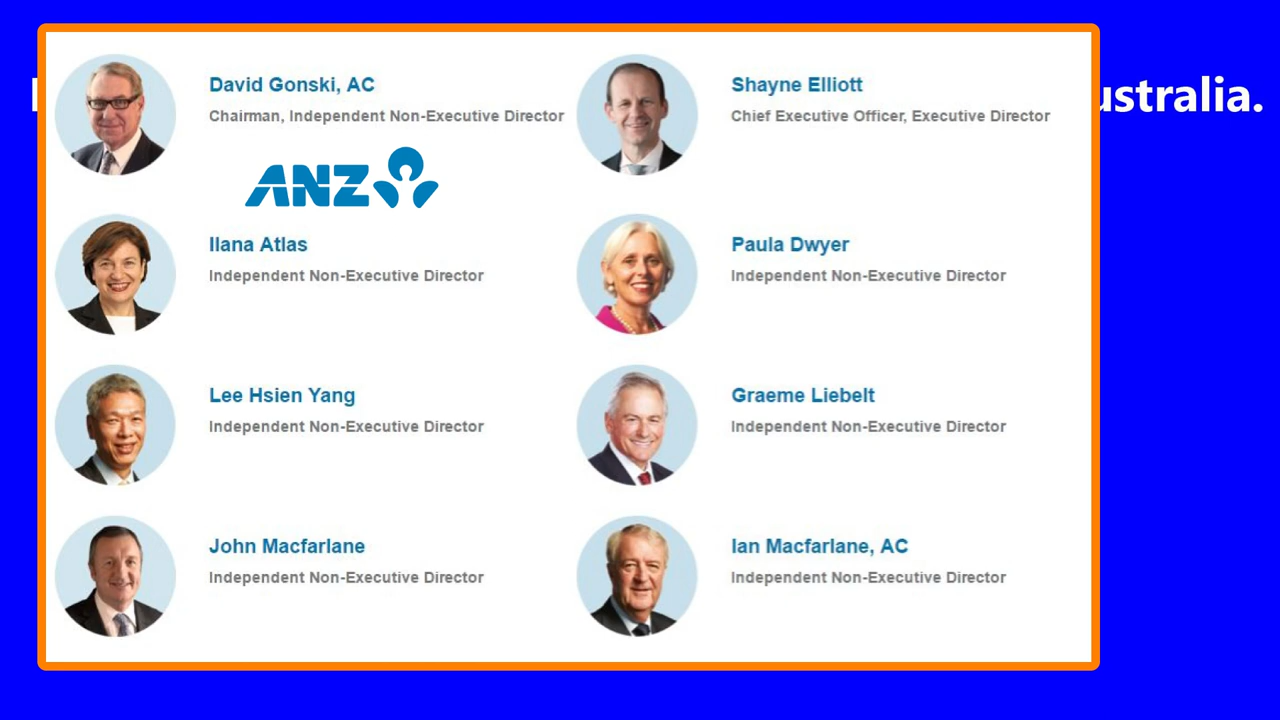 David Gonski, AC
Chairman, Independent Non-Executive Director
Shayne Elliott
Chief Executive Officer, Executive Director
ustralia.
ANZ
Ilana Atlas
Independent Non-Executive Director
Paula Dwyer
Independent Non-Executive Director
Lee Hsien Yang
Independent Non-Executive Director
Graeme Liebelt
Independent Non-Executive Director
John Macfarlane
Independent Non-Executive Director
Ian Macfarlane, AC
Independent Non-Executive Director